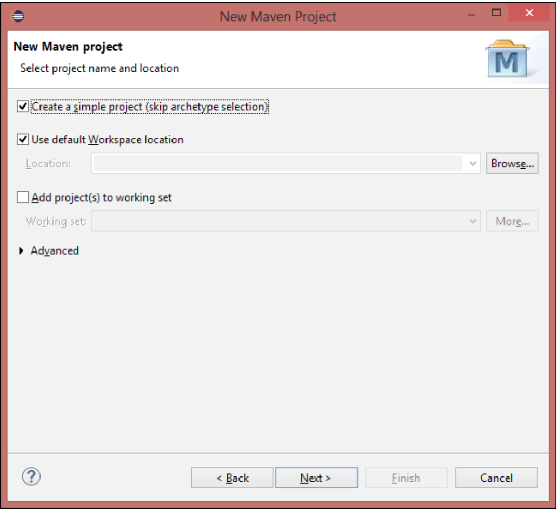 New Maven Project
New Maven project
Select project name and location
M
Create a simple project (skip archetype selection)
Use default Workspace location
Location:
Browse...
Add project(s) to working set
Working set:
More...
Advanced
?
< Back Next > Finish Cancel